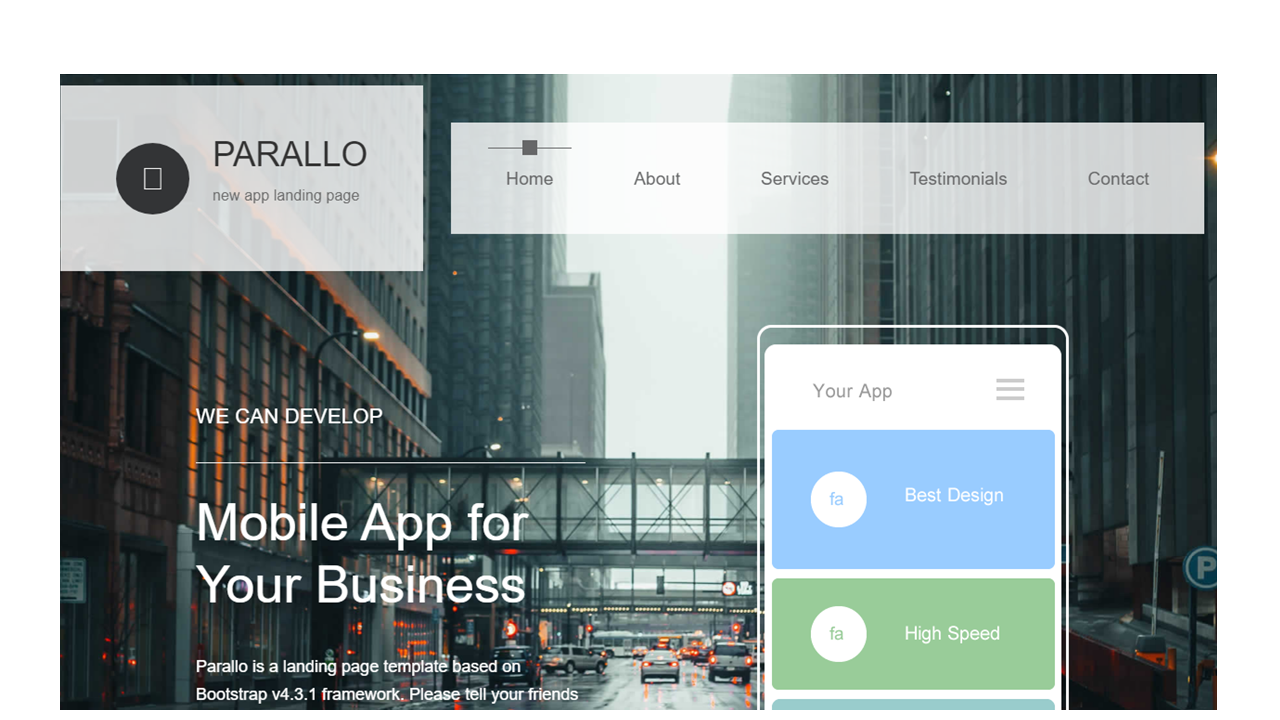 PARALLO
new app landing page
Home
About
Services
Testimonials
Contact
WE CAN DEVELOP
Mobile App for
Your Business
Parallo is a landing page template based on
Bootstrap v4.3.1 framework. Please tell your friends
Your App
fa
Best Design
fa
High Speed
P